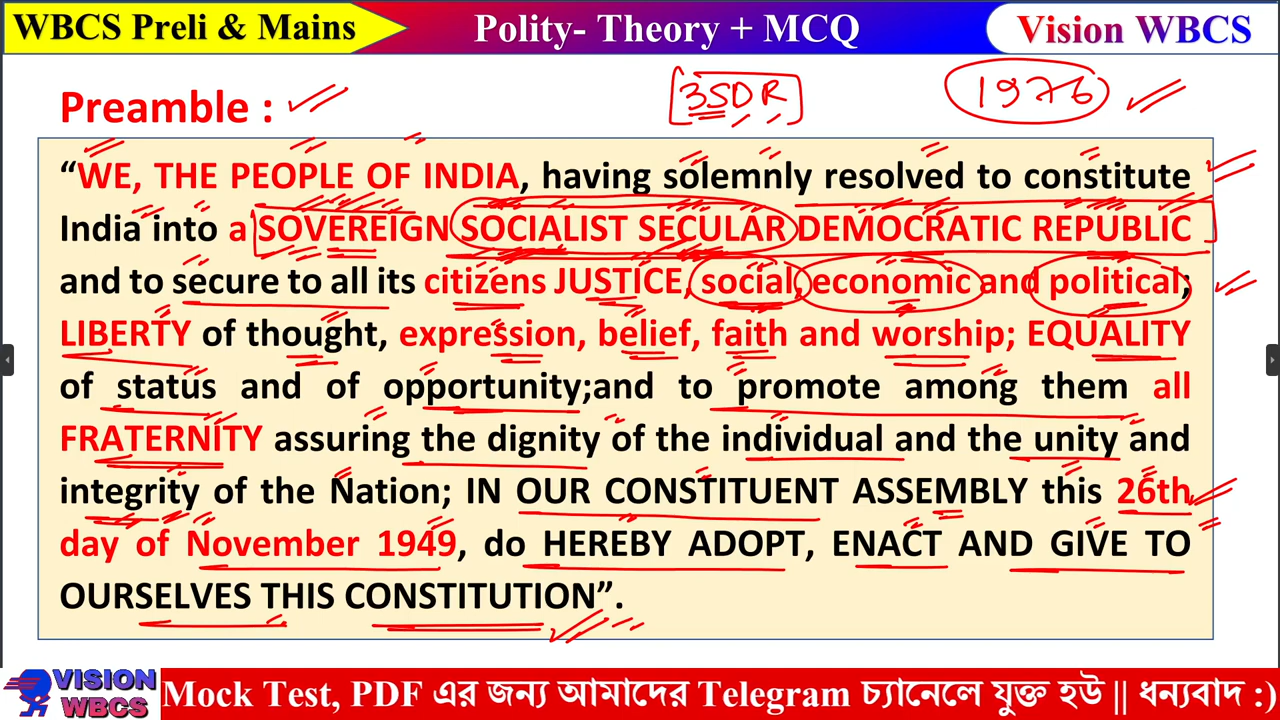 WBCS Preli & Mains
Polity- Theory + MCQ
Vision WBCS
Preamble :
3SDR
1976
“WE, THE PEOPLE OF INDIA, having solemnly resolved to constitute
India into a SOVEREIGN SOCIALIST SECULAR DEMOCRATIC REPUBLIC
and to secure to all its citizens JUSTICE, social, economic and political;
LIBERTY of thought, expression, belief, faith and worship; EQUALITY
of status and of opportunity;and to promote among them all
FRATERNITY assuring the dignity of the individual and the unity and
integrity of the Nation; IN OUR CONSTITUENT ASSEMBLY this 26th
day of November 1949, do HEREBY ADOPT, ENACT AND GIVE TO
OURSELVES THIS CONSTITUTION”.
VISION
WBCS
Mock Test, PDF এর জন্য আমাদের Telegram চ্যানেলে যুক্ত হউ || ধন্যবাদ :)